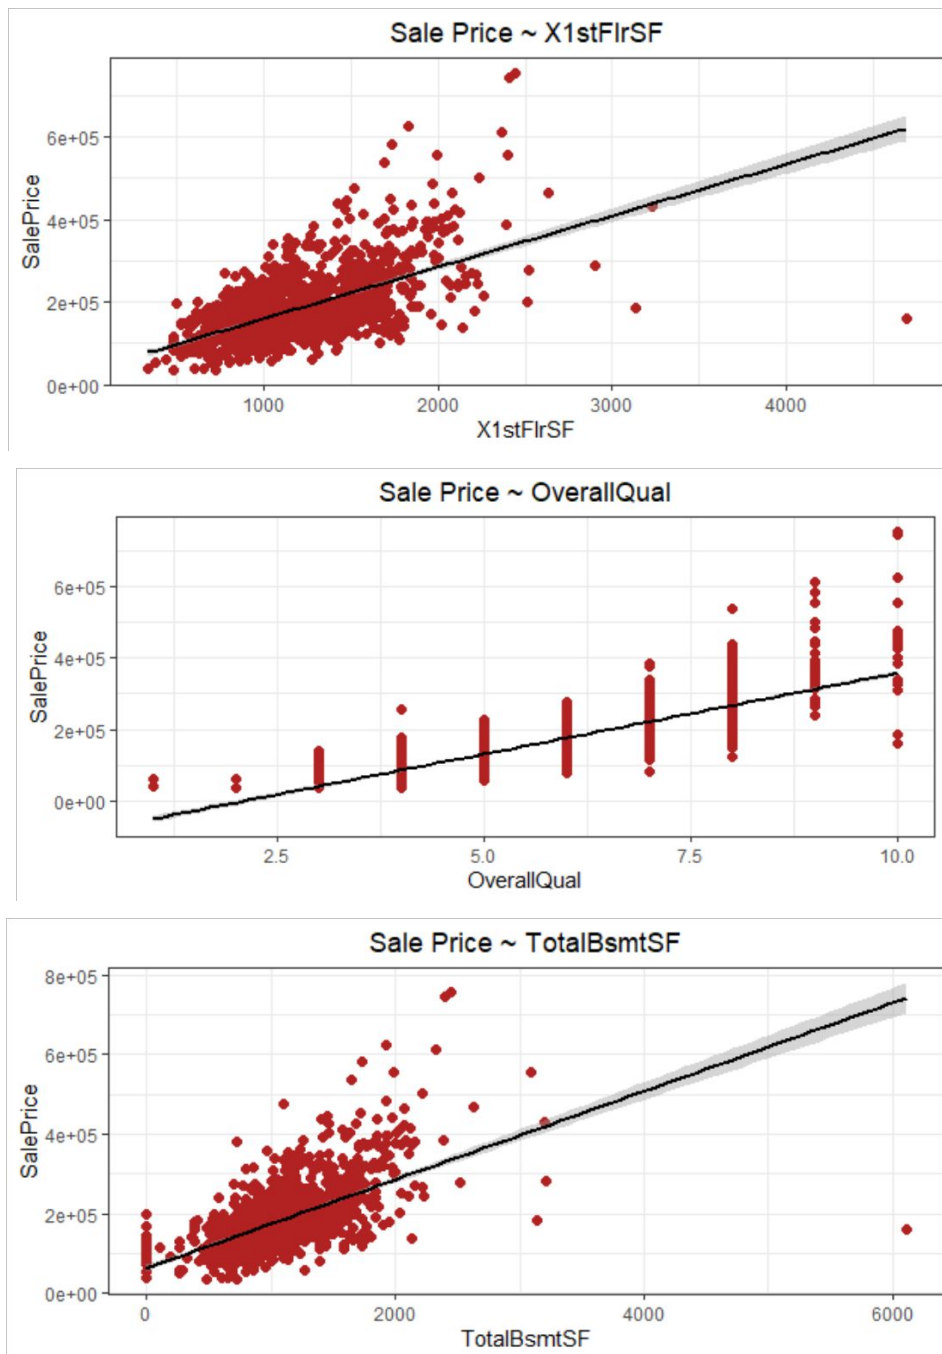 Sale Price ~ X1stFlrSF
6e+05
4e+05
2e+05
0e+00
SalePrice
1000 2000 3000 4000
X1stFlrSF
Sale Price ~ OverallQual
6e+05
4e+05
2e+05
0e+00
SalePrice
2.5 5.0 7.5 10.0
OverallQual
Sale Price ~ TotalBsmtSF
8e+05
6e+05
4e+05
2e+05
0e+00
SalePrice
0 2000 4000 6000
TotalBsmtSF